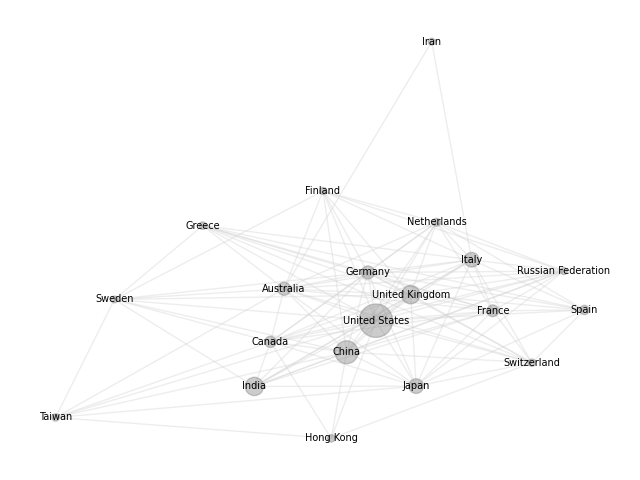 Iran
Finland
Netherlands
Greece
Italy
Germany
Russian Federation
Australia
United Kingdom
Sweden
France
Spain
United States
Canada
China
Switzerland
India
Japan
Taiwan
Hong Kong